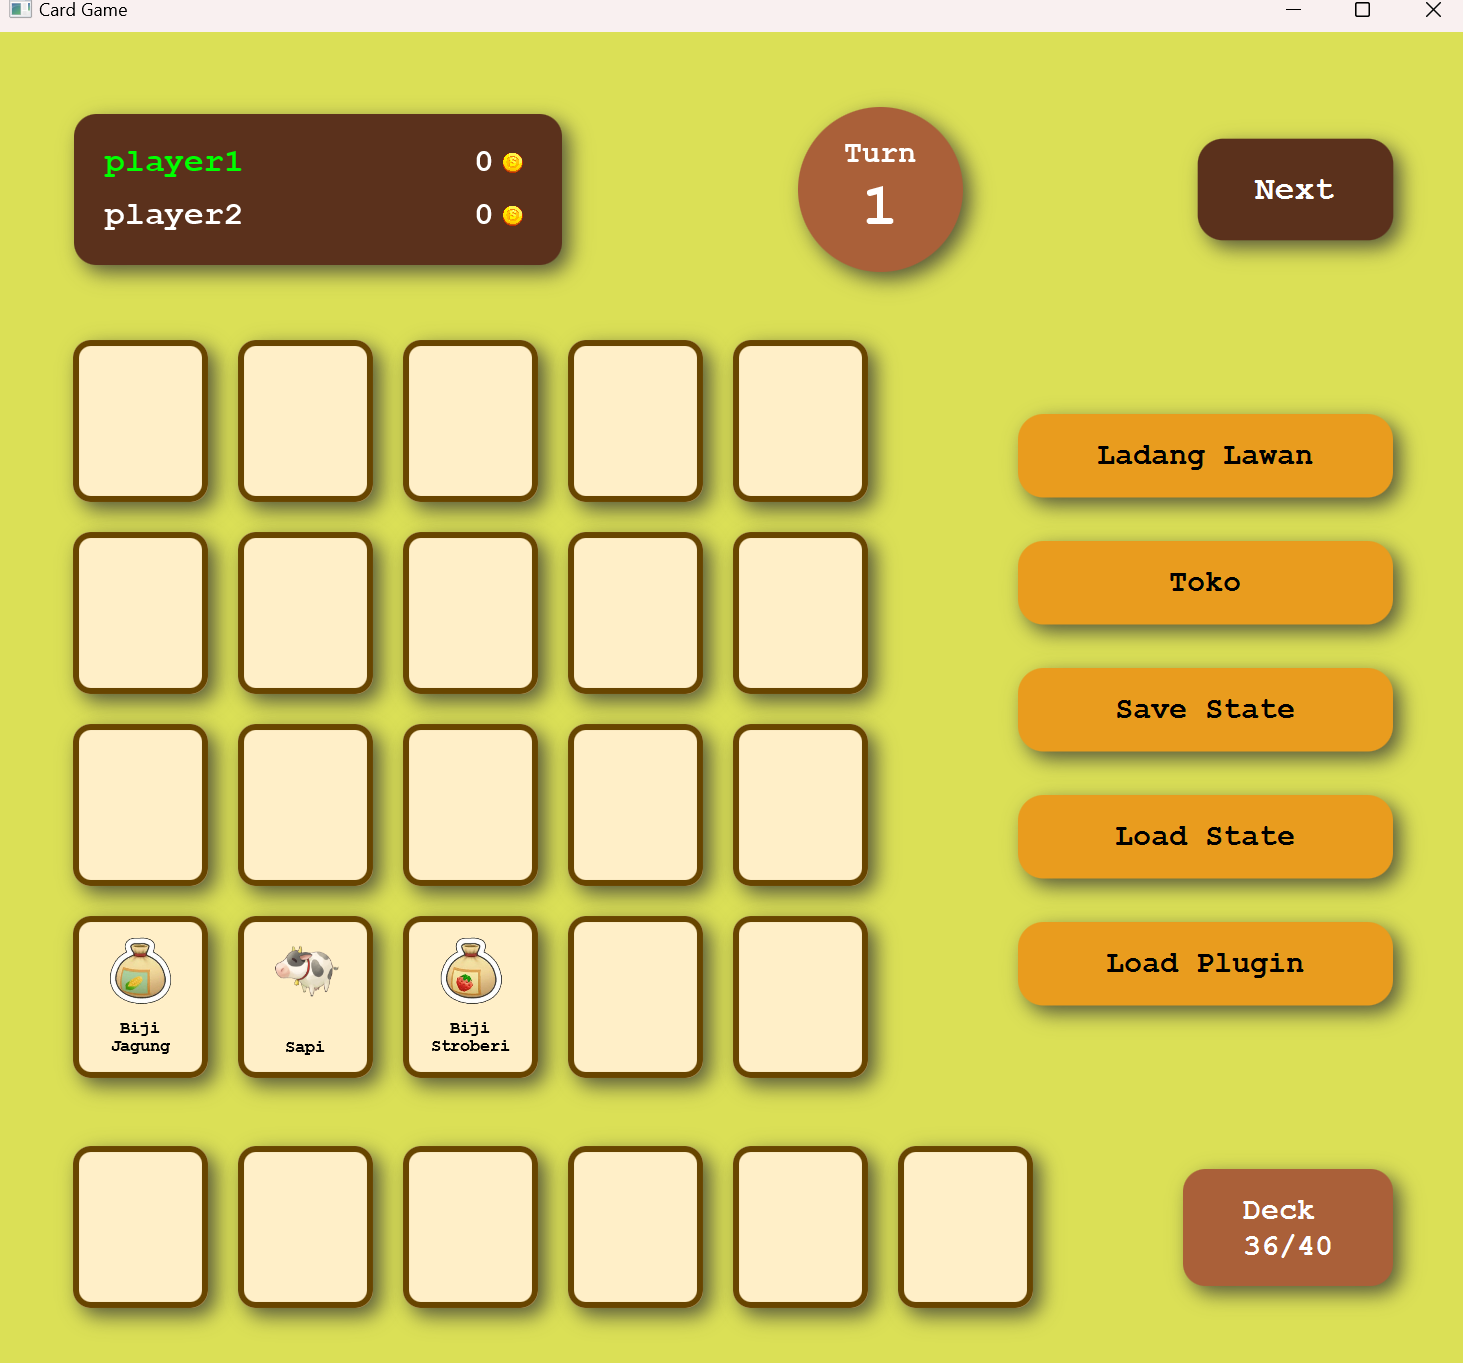 Card Game
player1 0
player2 0
Turn
1
Next
Ladang Lawan
Toko
Save State
Load State
Load Plugin
Biji
Jagung
Sapi
Biji
Stroberi
Deck
36/40